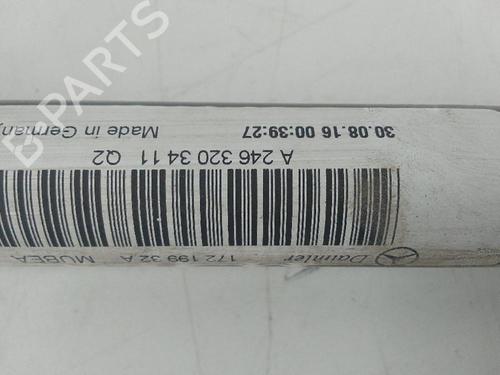 Daimler 172 199 32 A MUBEA
A 246 320 34 11 Q2
30.08.16 00:39:27 Made in Germany
B-PARTS